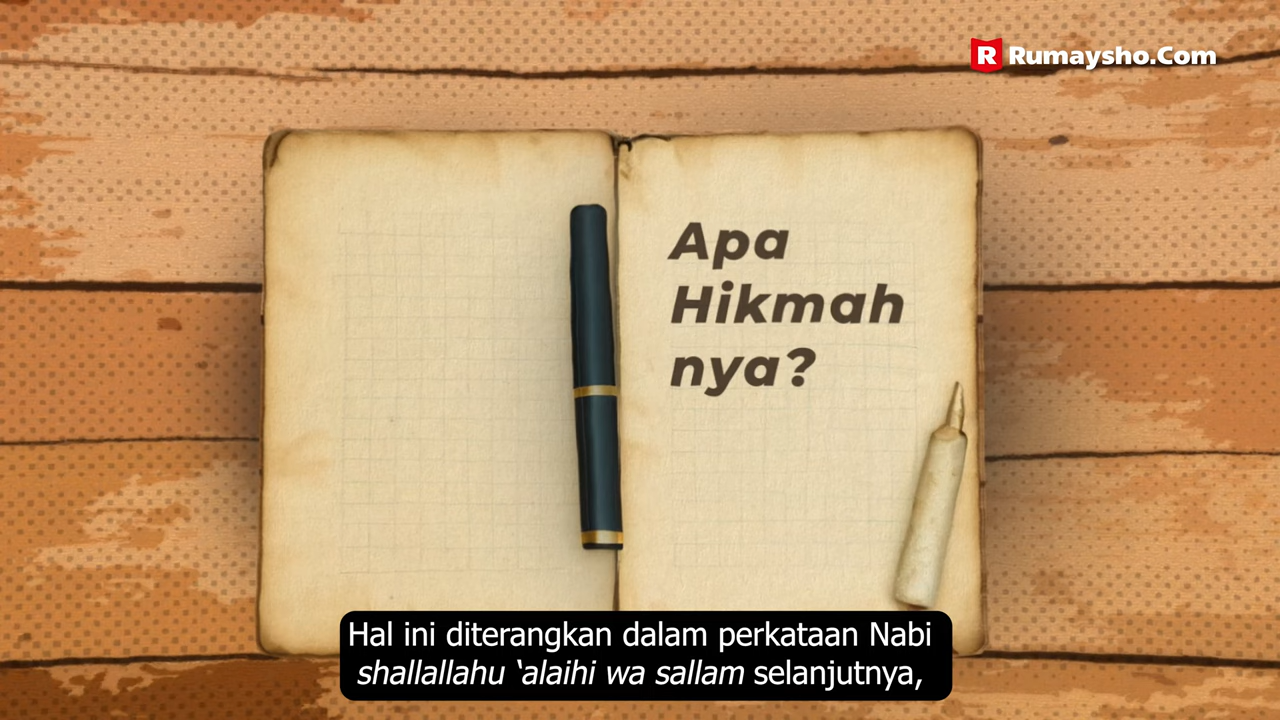 R Rumaysho.Com
Apa
Hikmah
nya?
Hal ini diterangkan dalam perkataan Nabi
shallallahu ‘alaihi wa sallam selanjutnya,